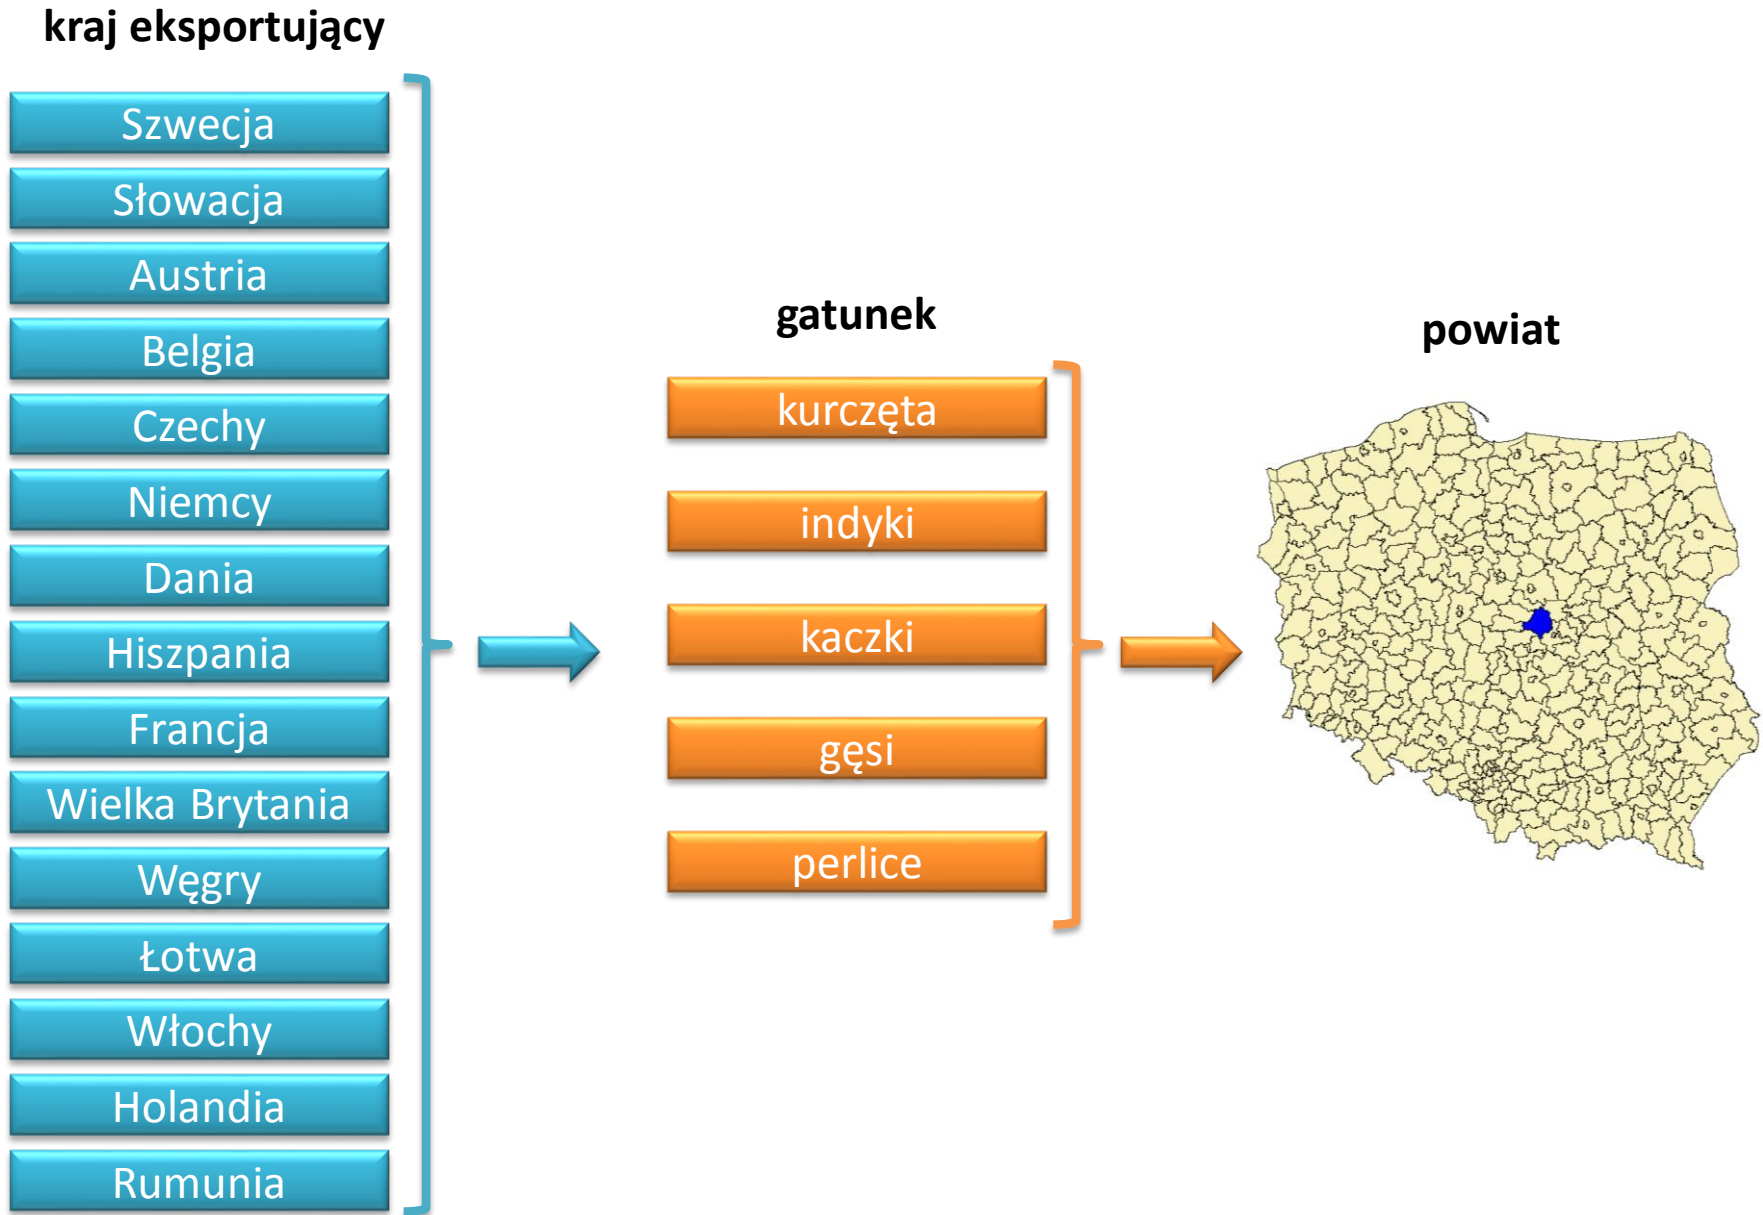 kraj eksportujący
Szwecja
Słowacja
Austria
Belgia
Czechy
Niemcy
Dania
Hiszpania
Francja
Wielka Brytania
Węgry
Łotwa
Włochy
Holandia
Rumunia
gatunek
kurczęta
indyki
kaczki
gęsi
perlice
powiat